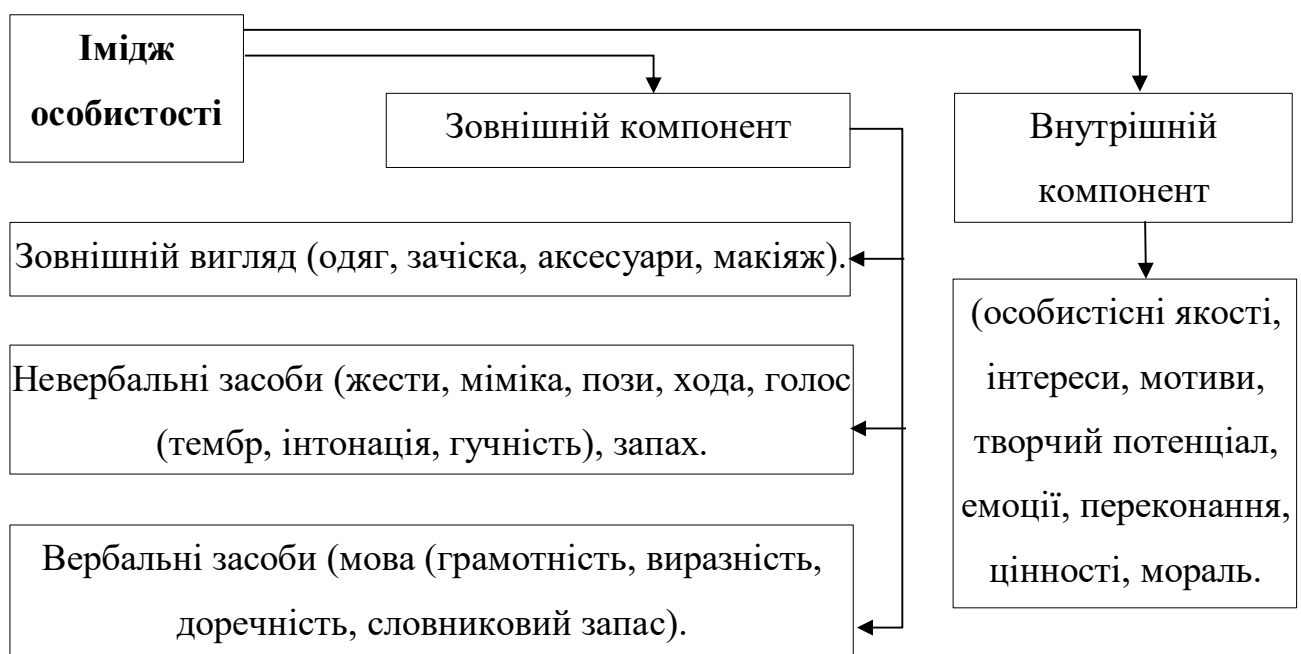 Імідж
особистості
Зовнішній компонент
Внутрішній
компонент
Зовнішній вигляд (одяг, зачіска, аксесуари, макіяж).
Невербальні засоби (жести, міміка, пози, хода, голос
(тембр, інтонація, гучність), запах.
Вербальні засоби (мова (грамотність, виразність,
доречність, словниковий запас).
(особистісні якості,
інтереси, мотиви,
творчий потенціал,
емоції, переконання,
цінності, мораль.